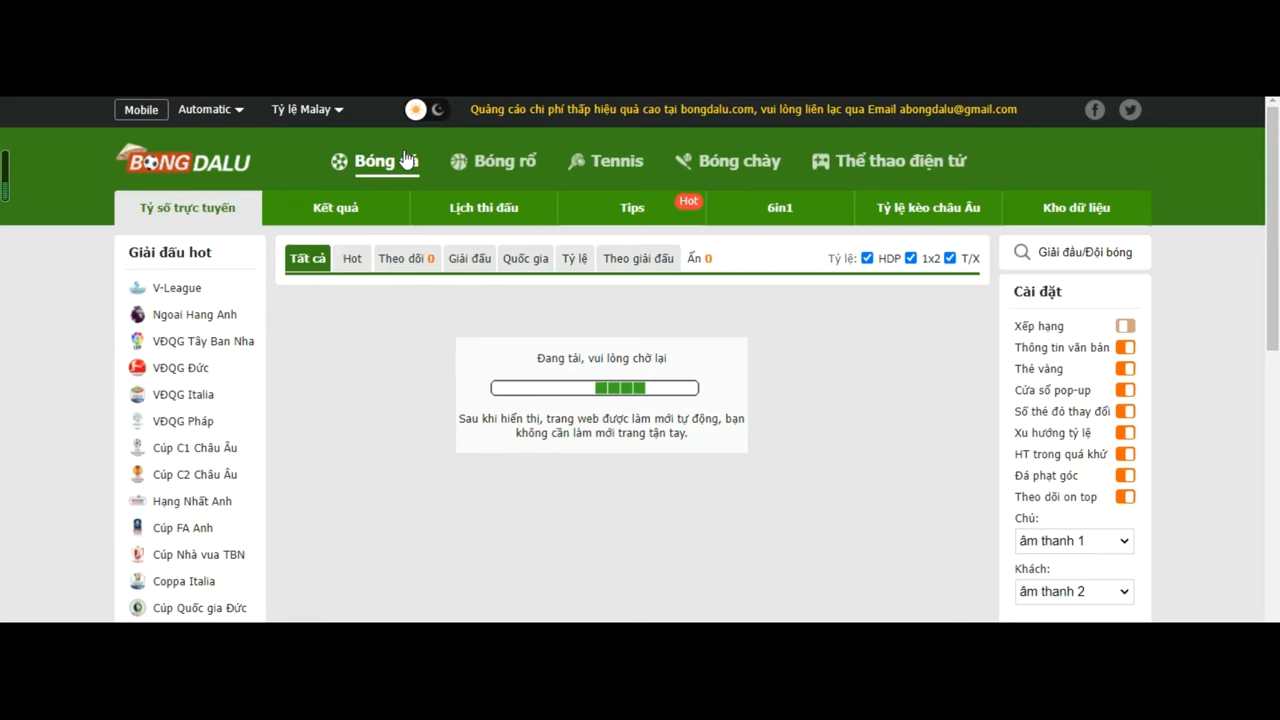 Mobile Automatic Tỷ lệ Malay Quảng cáo chi phí thấp hiệu quả cao tại bongdalu.com, vui lòng liên lạc qua Email abongdalu@gmail.com
BONGDALU Bóng Bóng rổ Tennis Bóng chày Thể thao điện tử
Tỷ số trực tuyến Kết quả Lịch thi đấu Tips Hot 6in1 Tỷ lệ kèo châu Âu Kho dữ liệu
Giải đấu hot
V-League
Ngoai Hang Anh
VĐQG Tây Ban Nha
VĐQG Đức
VĐQG Italia
VĐQG Pháp
Cúp C1 Châu Âu
Cúp C2 Châu Âu
Hạng Nhất Anh
Cúp FA Anh
Cúp Nhà vua TBN
Coppa Italia
Cúp Quốc gia Đức
Tất cả Hot Theo dõi 0 Giải đấu Quốc gia Tỷ lệ Theo giải đấu Ẩn 0 Tỷ lệ: HDP 1x2 T/X
Đang tải, vui lòng chờ lại
Sau khi hiển thị, trang web được làm mới tự động, bạn
không cần làm mới trang tận tay.
Giải đấu/Đội bóng
Cài đặt
Xếp hạng
Thông tin văn bản
Thẻ vàng
Cửa sổ pop-up
Số thẻ đỏ thay đổi
Xu hướng tỷ lệ
HT trong quá khứ
Đá phạt góc
Theo dõi on top
Chủ:
âm thanh 1
Khách:
âm thanh 2